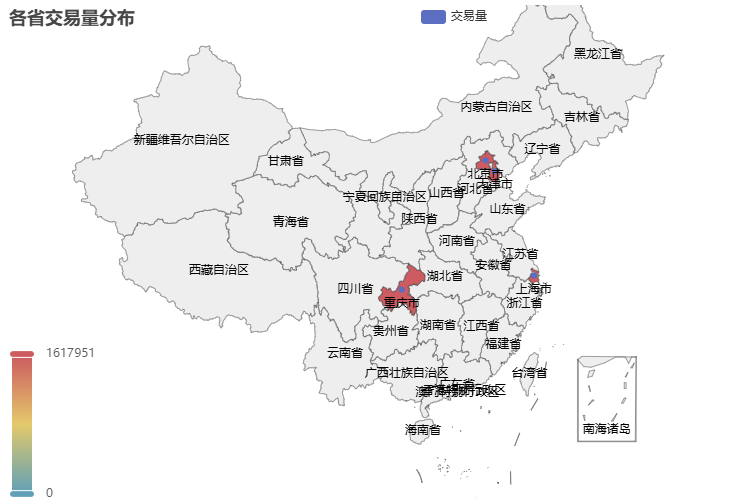 各省交易量分布
交易量
黑龙江省
内蒙古自治区
吉林省
新疆维吾尔自治区
辽宁省
甘肃省
北京市
天津市
河北省
宁夏回族自治区
山西省
山东省
陕西省
青海省
河南省
江苏省
安徽省
西藏自治区
湖北省
四川省
上海市
重庆市
浙江省
湖南省
江西省
贵州省
福建省
云南省
1617951
广西壮族自治区
台湾省
广东省
海南省
南海诸岛
0